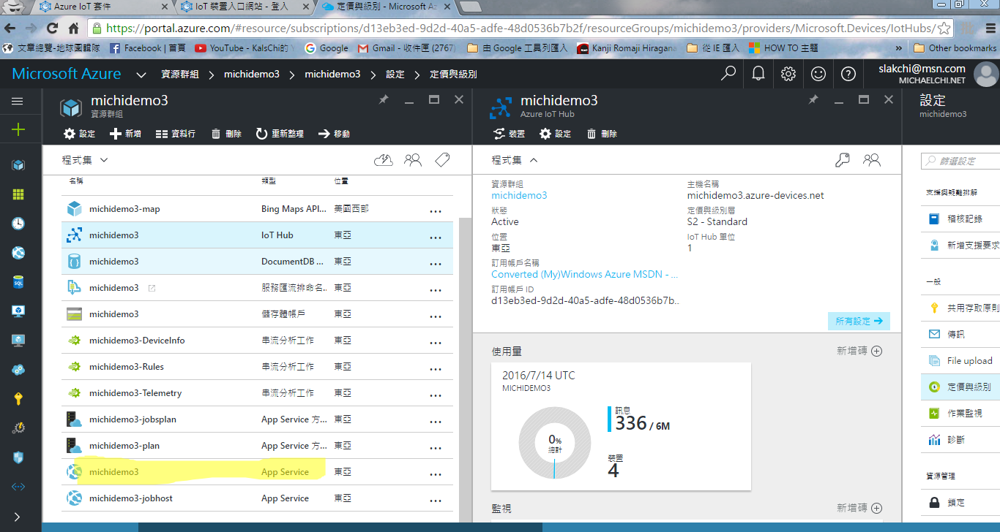 Azure IoT 套件
IoT 裝置入口網站 - 登入
定價與級別 - Microsoft Az
https://portal.azure.com/#resource/subscriptions/d13eb3ed-9d2d-40a5-adfe-48d0536b7b2f/resourceGroups/michidemo3/providers/Microsoft.Devices/IotHubs/
文章總覽-地球圖輯隊
Facebook | 首頁
YouTube - KalsChi的
Google
Gmail - 收件匣 (2767)
由 Google 工具列匯入
Kanji Romaji Hiragana
從 IE 匯入
HOW TO 主題
»
Other bookmarks
Microsoft Azure
資源群組 > michidemo3 > michidemo3 > 設定 > 定價與級別
slakchi@msn.com
MICHAELCHI.NET
michidemo3
資源群組
設定
新增
資料行
刪除
重新整理
移動
程式集
名稱 類型 位置
michidemo3-map Bing Maps API... 美國西部 ...
michidemo3 IoT Hub 東亞 ...
michidemo3 DocumentDB ... 東亞 ...
michidemo3 服務匯流排命名.. 東亞 ...
michidemo3 儲存體帳戶 東亞 ...
michidemo3-DeviceInfo 串流分析工作 東亞 ...
michidemo3-Rules 串流分析工作 東亞 ...
michidemo3-Telemetry 串流分析工作 東亞 ...
michidemo3-jobsplan App Service 方... 東亞 ...
michidemo3-plan App Service 方... 東亞 ...
michidemo3 App Service 東亞 ...
michidemo3-jobhost App Service 東亞 ...
SQL
michidemo3
Azure IoT Hub
裝置
設定
刪除
程式集
資源群組
michidemo3
狀態
Active
位置
東亞
訂用帳戶名稱
Converted (My)Windows Azure MSDN - ...
訂用帳戶 ID
d13eb3ed-9d2d-40a5-adfe-48d0536b7b..
主機名稱
michidemo3.azure-devices.net
定價與級別層
S2 - Standard
IoT Hub 單位
1
所有設定
使用量
新增磚
2016/7/14 UTC
MICHIDEMO3
0%
總計
訊息
336 / 6M
裝置
4
監視
新增磚
設定
michidemo3
篩選設定
支援與疑難排解
稽核記錄
新增支援要求
一般
共用存取原則
傳訊
File upload
定價與級別
作業監視
診斷
資源管理
鎖定